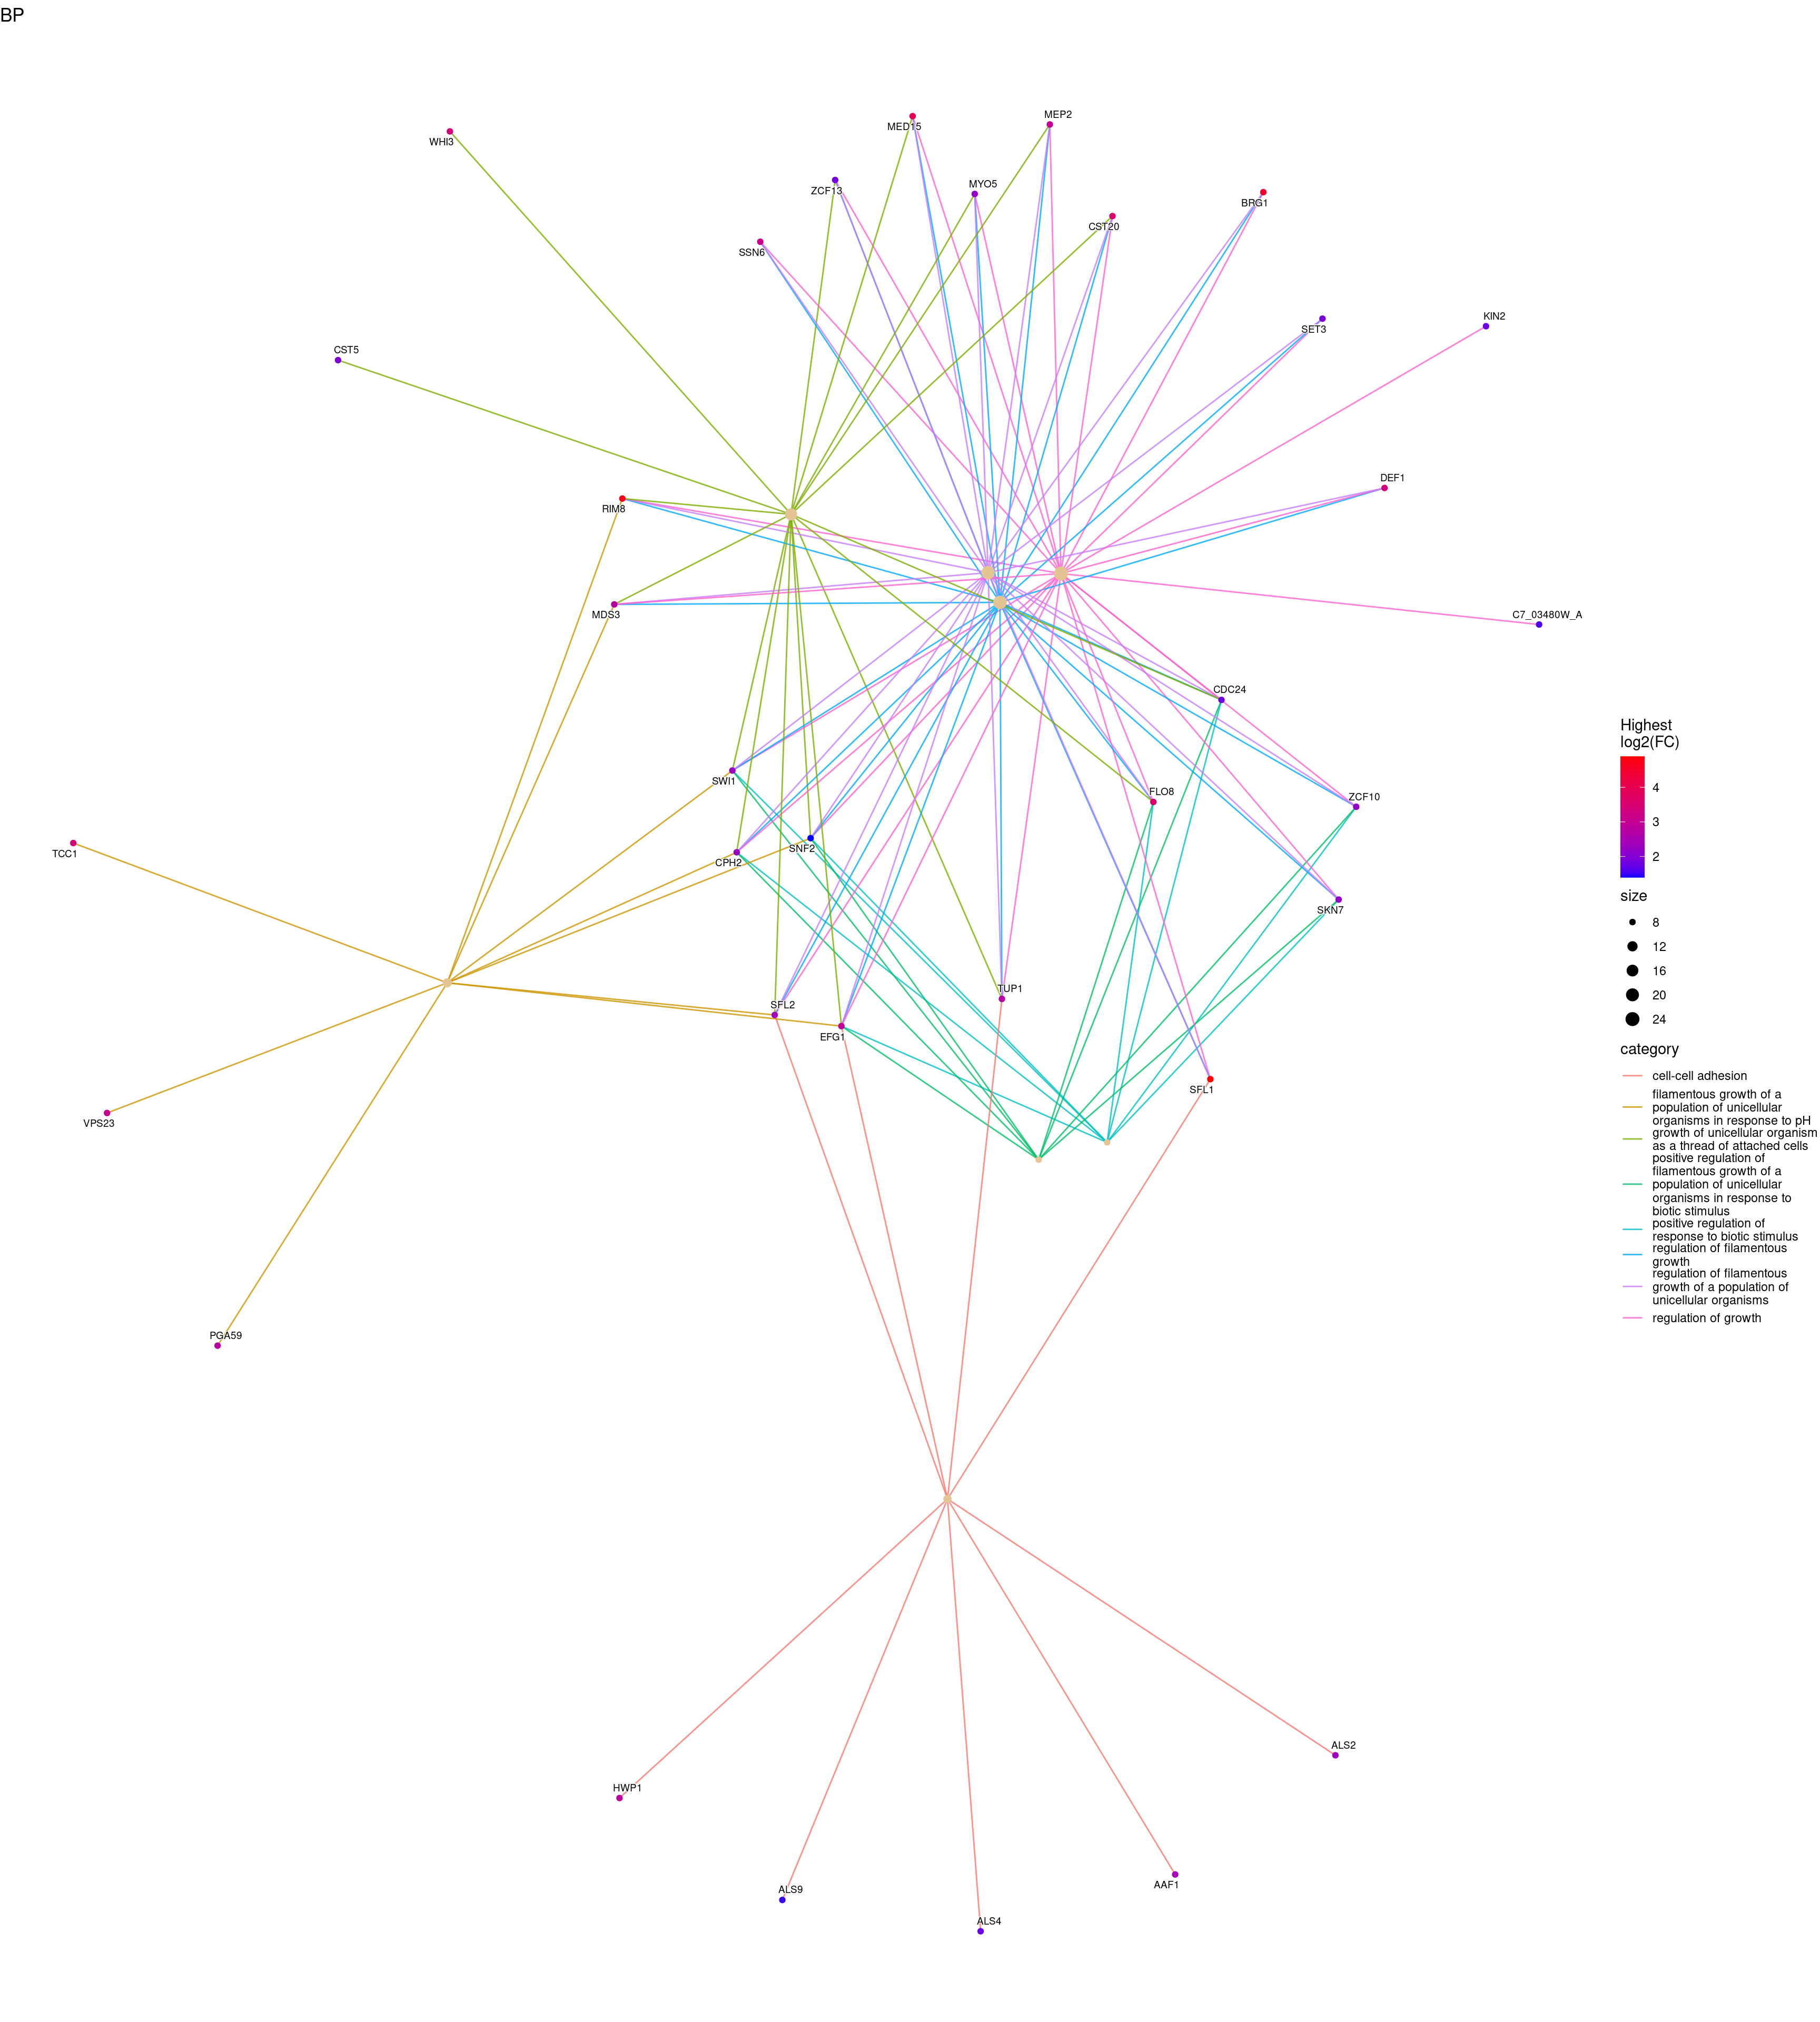 BP
MEP2
MED15
WHI3
MYO5
ZCF13
BRG1
CST20
SSN6
KIN2
SET3
CST5
DEF1
RIM8
MDS3
C7_03480W_A
CDC24
SWI1
FLO8
ZCF10
SNF2
TCC1
CPH2
SKN7
TUP1
SFL2
EFG1
SFL1
VPS23
PGA59
ALS2
HWP1
AAF1
ALS9
ALS4
Highest
log2(FC)
4
3
2
size
8
12
16
20
24
category
cell-cell adhesion
filamentous growth of a
population of unicellular
organisms in response to pH
growth of unicellular organism
as a thread of attached cells
positive regulation of
filamentous growth of a
population of unicellular
organisms in response to
biotic stimulus
positive regulation of
response to biotic stimulus
regulation of filamentous
growth
regulation of filamentous
growth of a population of
unicellular organisms
regulation of growth